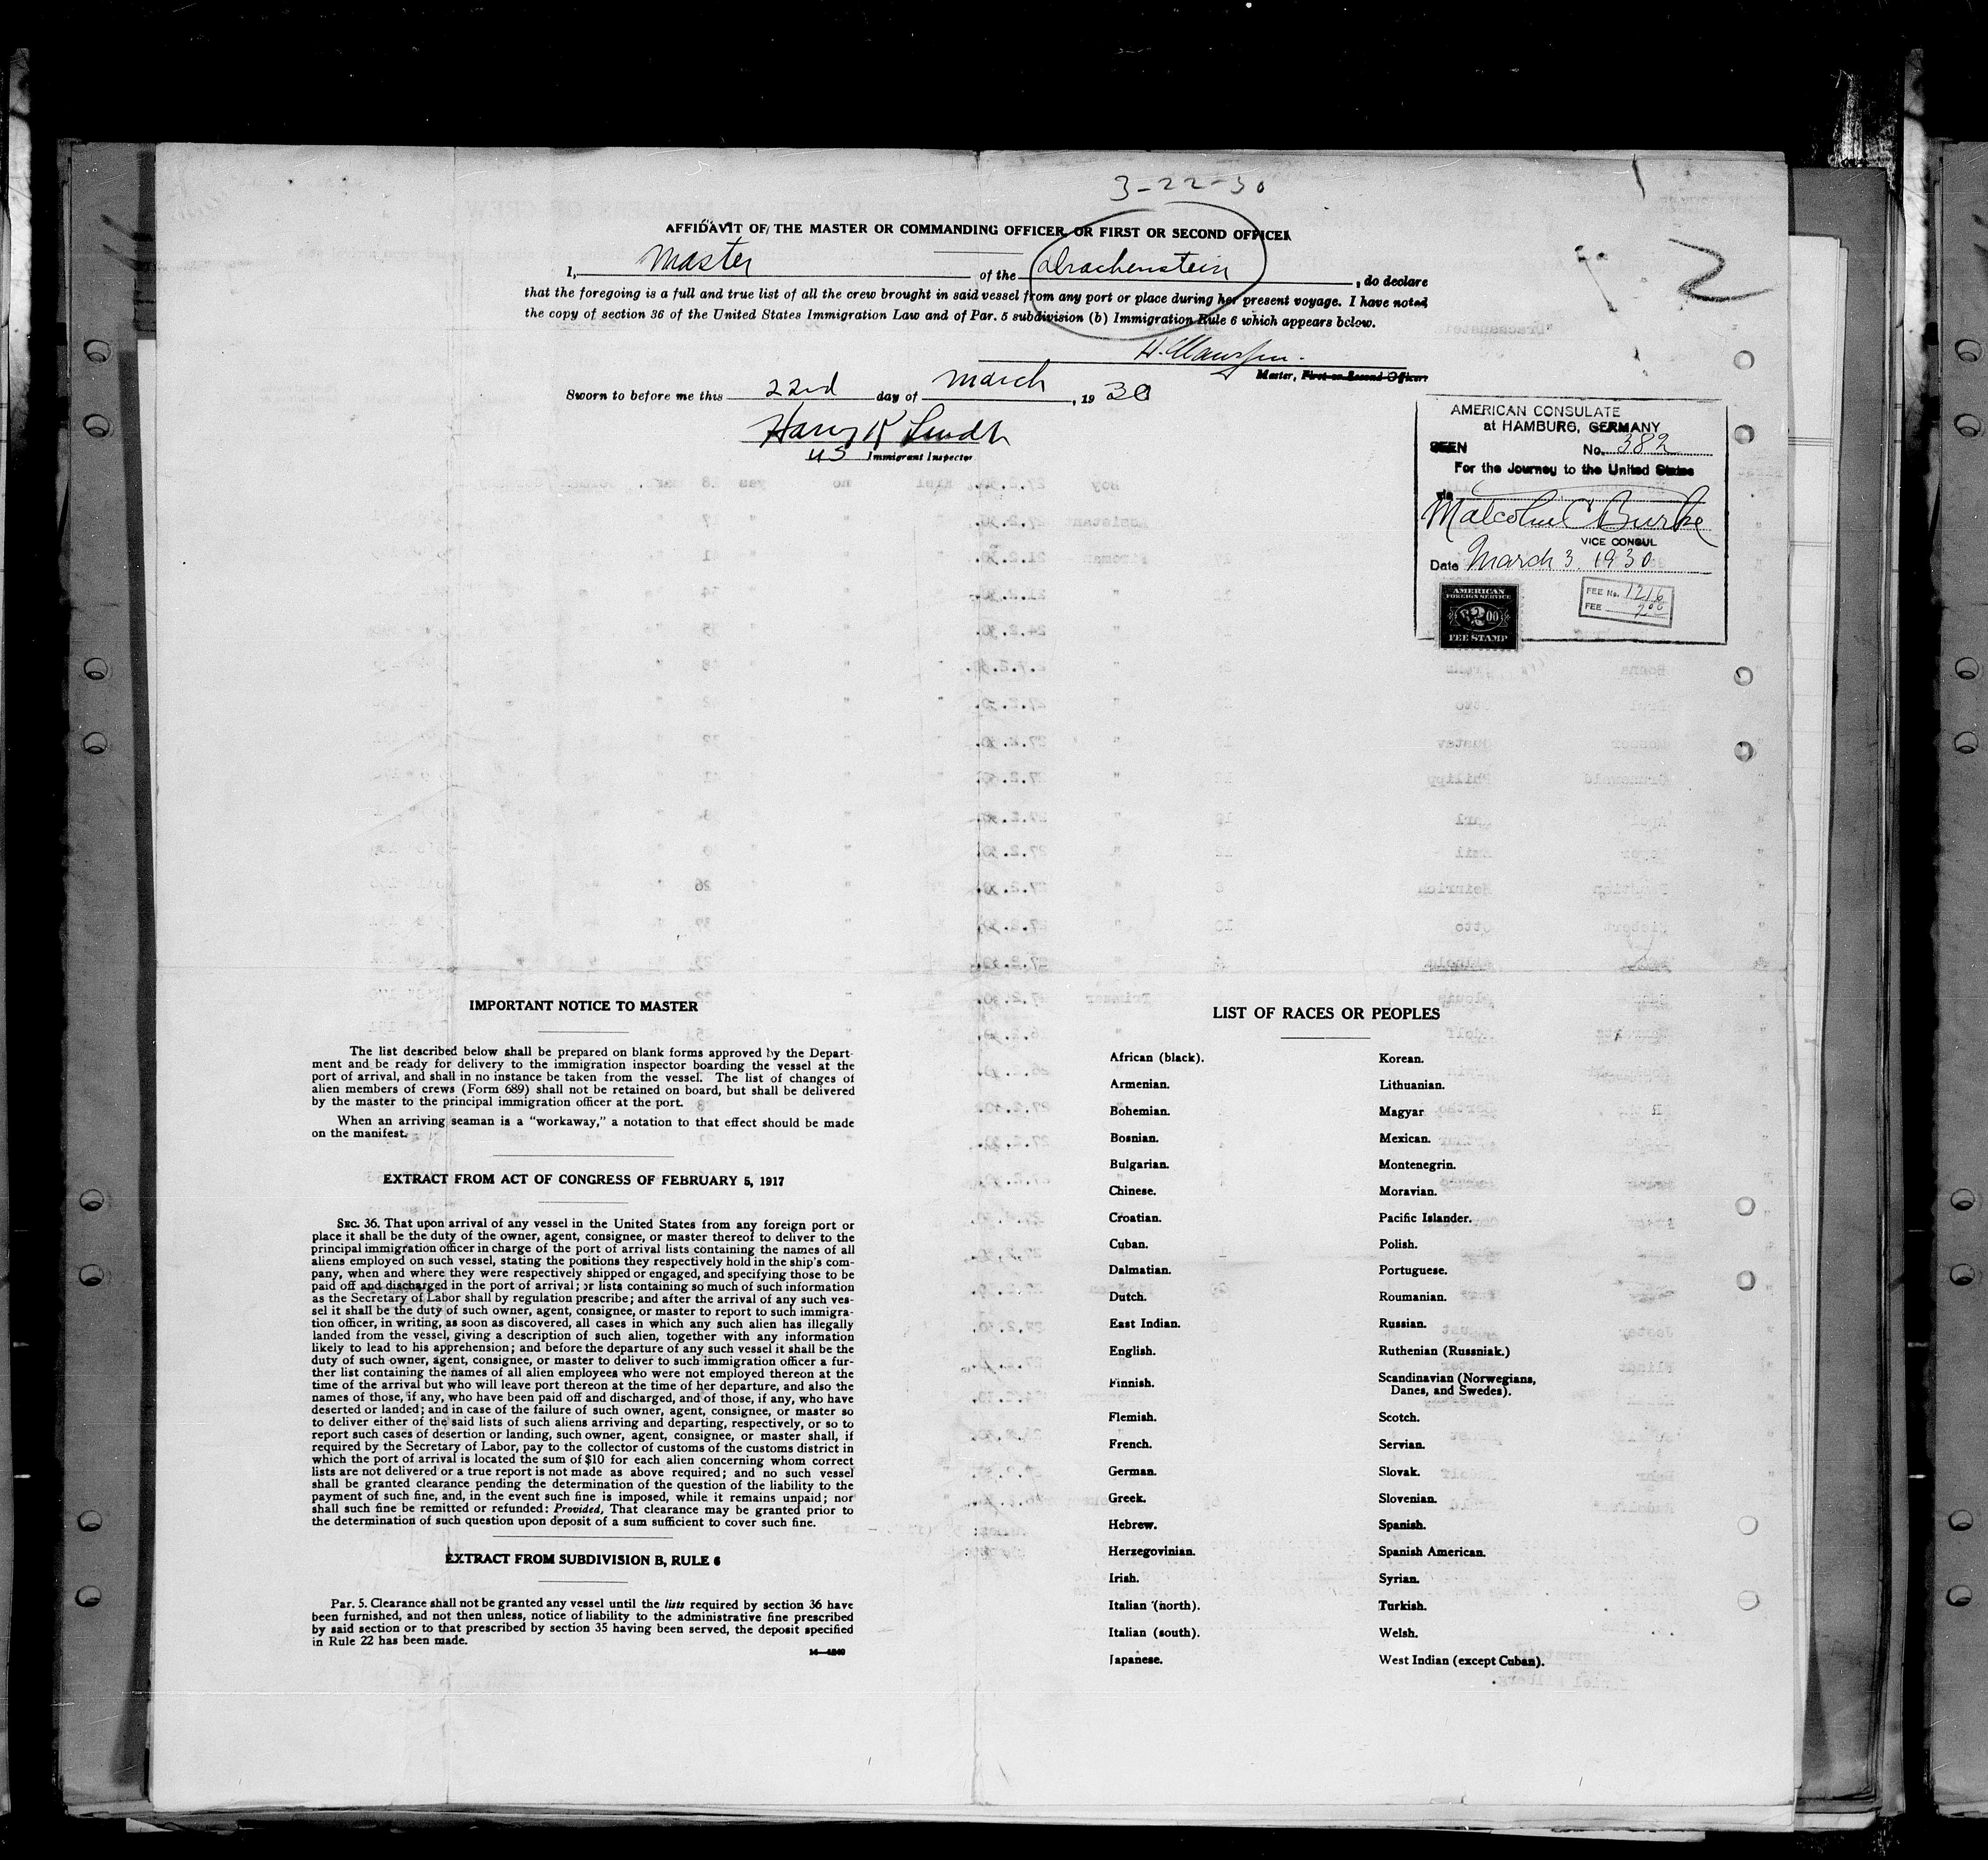 3-22-30
2
AFFIDAVIT OF THE MASTER OR COMMANDING OFFICER, OR FIRST OR SECOND OFFICER
I, Master of the Drachenstein, do declare
that the foregoing is a full and true list of all the crew brought in said vessel from any port or place during her present voyage. I have noted
the copy of section 36 of the United States Immigration Law and of Par. 5 subdivision (b) Immigration Rule 6 which appears below.
Master, First or Second Officer.
Sworn to before me this 22nd day of March, 1930
Harry K
US Immigrant Inspector
AMERICAN CONSULATE
at HAMBURG, GERMANY
SEEN No. 382
For the Journey to the United States
via
Malcolm C Burke
VICE CONSUL
Date March 3. 1930
AMERICAN
FOREIGN SERVICE
$2.00
FEE STAMP
FEE No. 1216
FEE 2.00
IMPORTANT NOTICE TO MASTER
The list described below shall be prepared on blank forms approved by the Depart-
ment and be ready for delivery to the immigration inspector boarding the vessel at the
port of arrival, and shall in no instance be taken from the vessel. The list of changes of
alien members of crews (Form 689) shall not be retained on board, but shall be delivered
by the master to the principal immigration officer at the port.
When an arriving seaman is a "workaway," a notation to that effect should be made
on the manifest.
EXTRACT FROM ACT OF CONGRESS OF FEBRUARY 5, 1917
SEC. 36. That upon arrival of any vessel in the United States from any foreign port or
place it shall be the duty of the owner, agent, consignee, or master thereof to deliver to the
principal immigration officer in charge of the port of arrival lists containing the names of all
aliens employed on such vessel, stating the positions they respectively hold in the ship's com-
pany, when and where they were respectively shipped or engaged, and specifying those to be
paid off and discharged in the port of arrival; or lists containing so much of such information
as the Secretary of Labor shall by regulation prescribe; and after the arrival of any such ves-
sel it shall be the duty of such owner, agent, consignee, or master to report to such immigra-
tion officer, in writing, as soon as discovered, all cases in which any such alien has illegally
landed from the vessel, giving a description of such alien, together with any information
likely to lead to his apprehension; and before the departure of any such vessel it shall be the
duty of such owner, agent, consignee, or master to deliver to such immigration officer a fur-
ther list containing the names of all alien employees who were not employed thereon at the
time of the arrival but who will leave port thereon at the time of her departure, and also the
names of those, if any, who have been paid off and discharged, and of those, if any, who have
deserted or landed; and in case of the failure of such owner, agent, consignee, or master so
to deliver either of the said lists of such aliens arriving and departing, respectively, or so to
report such cases of desertion or landing, such owner, agent, consignee, or master shall, if
required by the Secretary of Labor, pay to the collector of customs of the customs district in
which the port of arrival is located the sum of $10 for each alien concerning whom correct
lists are not delivered or a true report is not made as above required; and no such vessel
shall be granted clearance pending the determination of the question of the liability to the
payment of such fine, and, in the event such fine is imposed, while it remains unpaid; nor
shall such fine be remitted or refunded: Provided, That clearance may be granted prior to
the determination of such question upon deposit of a sum sufficient to cover such fine.
EXTRACT FROM SUBDIVISION B, RULE 6
Par. 5. Clearance shall not be granted any vessel until the lists required by section 36 have
been furnished, and not then unless, notice of liability to the administrative fine prescribed
by said section or to that prescribed by section 35 having been served, the deposit specified
in Rule 22 has been made.
LIST OF RACES OR PEOPLES
African (black).
Armenian.
Bohemian.
Bosnian.
Bulgarian.
Chinese.
Croatian.
Cuban.
Dalmatian.
Dutch.
East Indian.
English.
Finnish.
Flemish.
French.
German.
Greek.
Hebrew.
Herzegovinian.
Irish.
Italian (north).
Italian (south).
Japanese.
Korean.
Lithuanian.
Magyar
Mexican.
Montenegrin.
Moravian.
Pacific Islander.
Polish.
Portuguese.
Roumanian.
Russian.
Ruthenian (Russniak.)
Scandinavian (Norwegians,
Danes, and Swedes).
Scotch.
Servian.
Slovak.
Slovenian.
Spanish.
Spanish American.
Syrian.
Turkish.
Welsh.
West Indian (except Cuban).